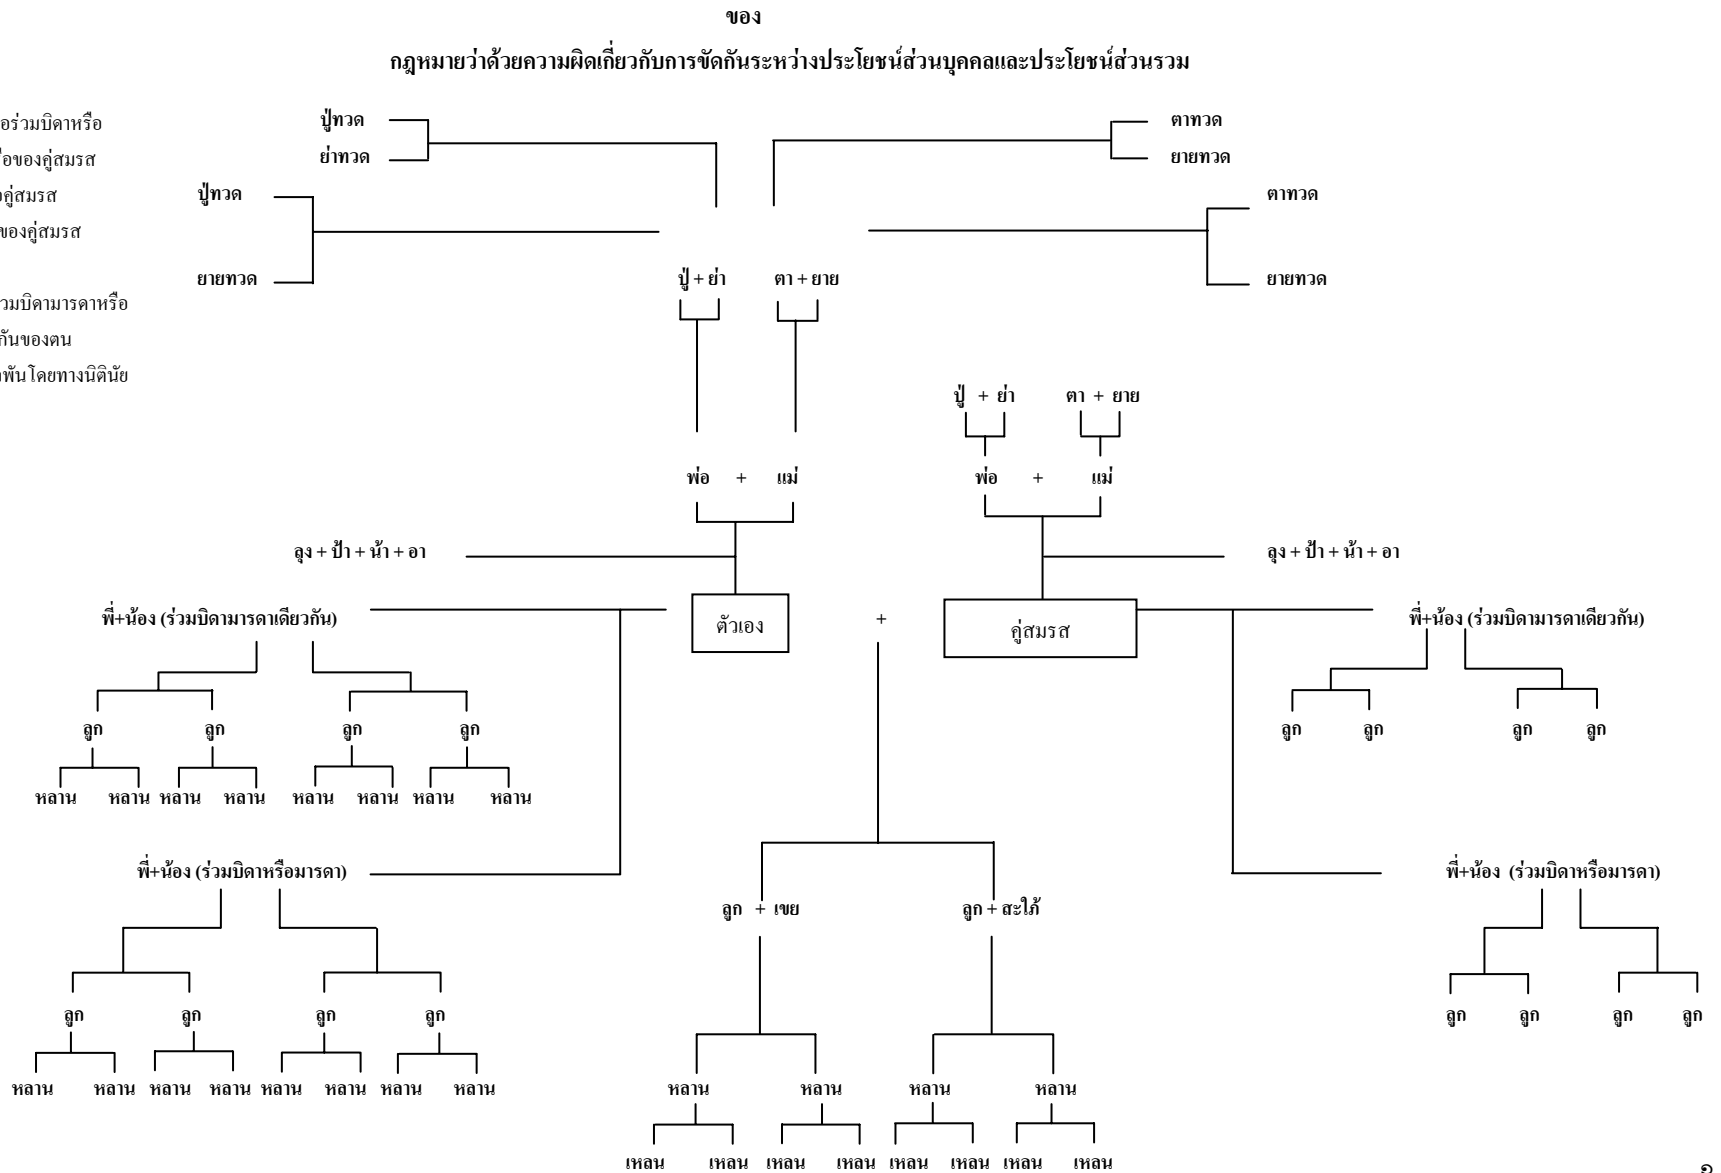 ของ
กฎหมายว่าด้วยความผิดเกี่ยวกับการขัดกันระหว่างประโยชน์ส่วนบุคคลและประโยชน์ส่วนรวม
อร่วมบิดาหรือ ปู่ทวด ตาทวด
ของคู่สมรส ย่าทวด ยายทวด
คู่สมรส ปู่ทวด ตาทวด
ของคู่สมรส
ยายทวด ปู่ + ย่า ตา + ยาย ยายทวด
วมบิดามารดาหรือ
กันของตน
พันโดยทางนิตินัย
ปู่ + ย่า ตา + ยาย
พ่อ + แม่ พ่อ + แม่
ลุง + ป้า + น้า + อา ลุง + ป้า + น้า + อา
พี่+น้อง (ร่วมบิดามารดาเดียวกัน) ตัวเอง + คู่สมรส พี่+น้อง (ร่วมบิดามารดาเดียวกัน)
ลูก ลูก ลูก ลูก ลูก ลูก ลูก ลูก
หลาน หลาน หลาน หลาน หลาน หลาน หลาน หลาน
พี่+น้อง (ร่วมบิดาหรือมารดา) พี่+น้อง (ร่วมบิดาหรือมารดา)
ลูก + เขย ลูก + สะใภ้
ลูก ลูก ลูก ลูก ลูก ลูก ลูก ลูก
หลาน หลาน หลาน หลาน หลาน หลาน หลาน หลาน หลาน หลาน หลาน หลาน
เหลน เหลน เหลน เหลน เหลน เหลน เหลน เหลน